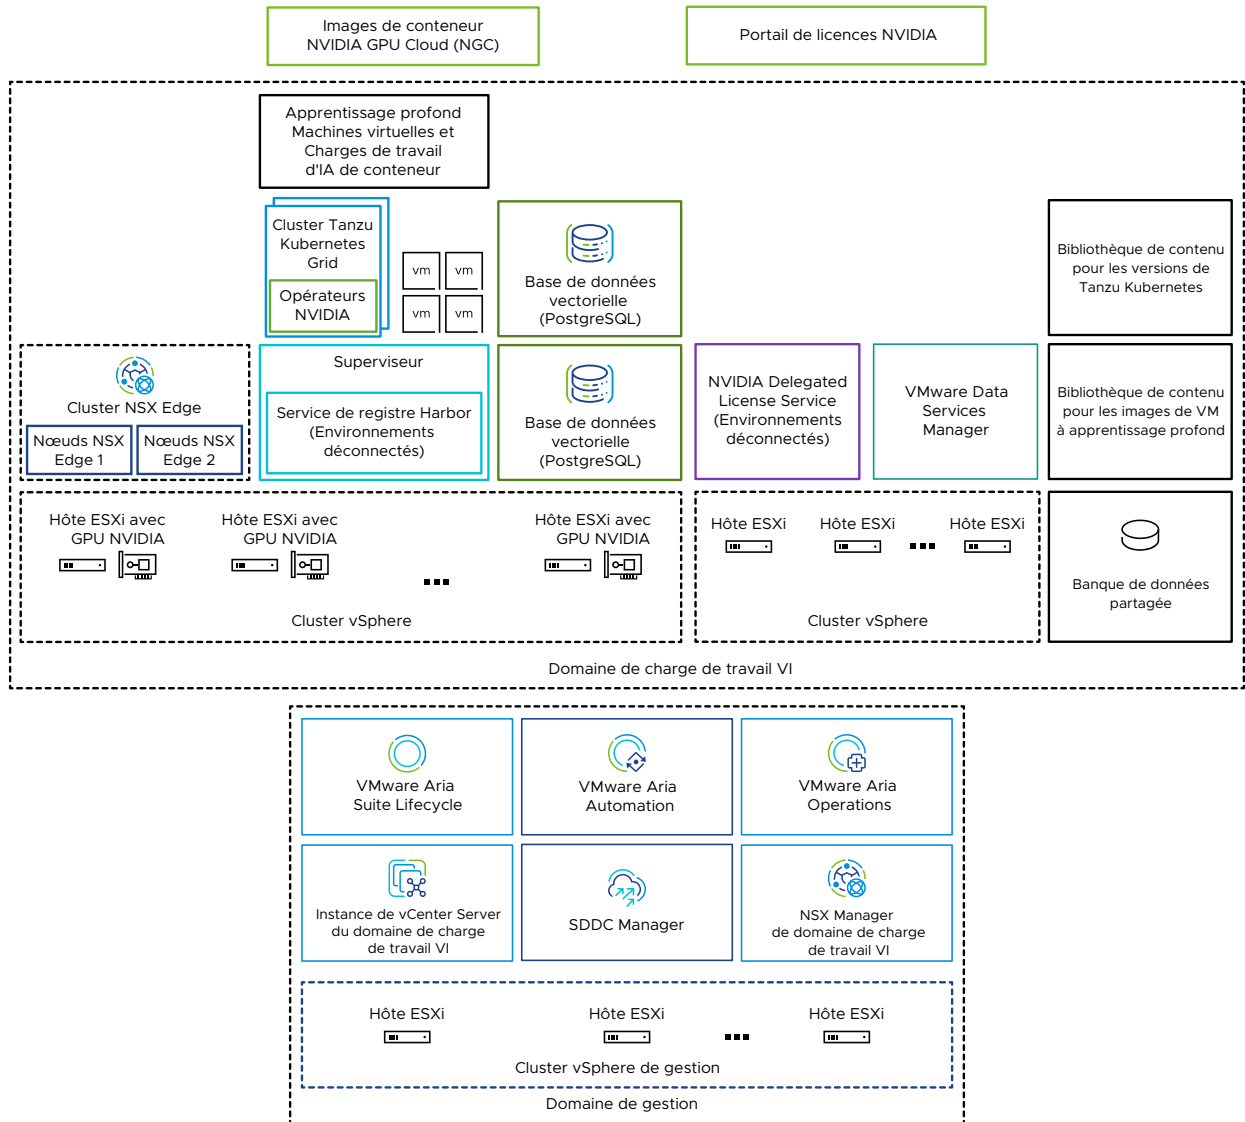 Images de conteneur
NVIDIA GPU Cloud (NGC)
Portail de licences NVIDIA
Apprentissage profond
Machines virtuelles et
Charges de travail
d'IA de conteneur
Cluster Tanzu
Kubernetes
Grid
Opérateurs
NVIDIA
vm
vm
vm
vm
Base de données
vectorielle
(PostgreSQL)
Bibliothèque de contenu
pour les versions de
Tanzu Kubernetes
Cluster NSX Edge
Nœuds NSX
Edge 1
Nœuds NSX
Edge 2
Superviseur
Service de registre Harbor
(Environnements
déconnectés)
Base de données
vectorielle
(PostgreSQL)
NVIDIA Delegated
License Service
(Environnements
déconnectés)
VMware Data
Services
Manager
Bibliothèque de contenu
pour les images de VM
à apprentissage profond
Hôte ESXi avec
GPU NVIDIA
Hôte ESXi avec
GPU NVIDIA
Hôte ESXi avec
GPU NVIDIA
Cluster vSphere
Hôte ESXi
Hôte ESXi
Hôte ESXi
Cluster vSphere
Banque de données
partagée
Domaine de charge de travail VI
VMware Aria
Suite Lifecycle
VMware Aria
Automation
VMware Aria
Operations
Instance de vCenter Server
du domaine de charge
de travail VI
SDDC Manager
NSX Manager
de domaine de charge
de travail VI
Hôte ESXi
Hôte ESXi
Hôte ESXi
Cluster vSphere de gestion
Domaine de gestion